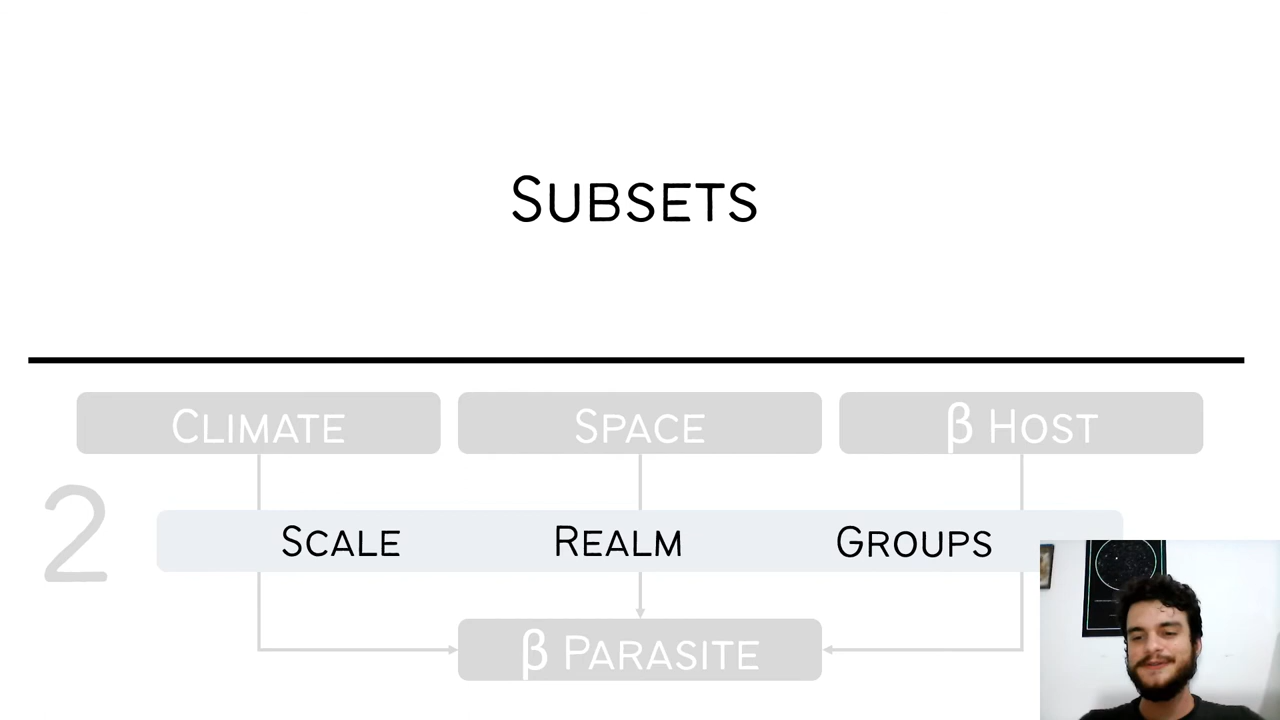 Subsets
Climate Space β Host
2
Scale Realm Groups
β Parasite